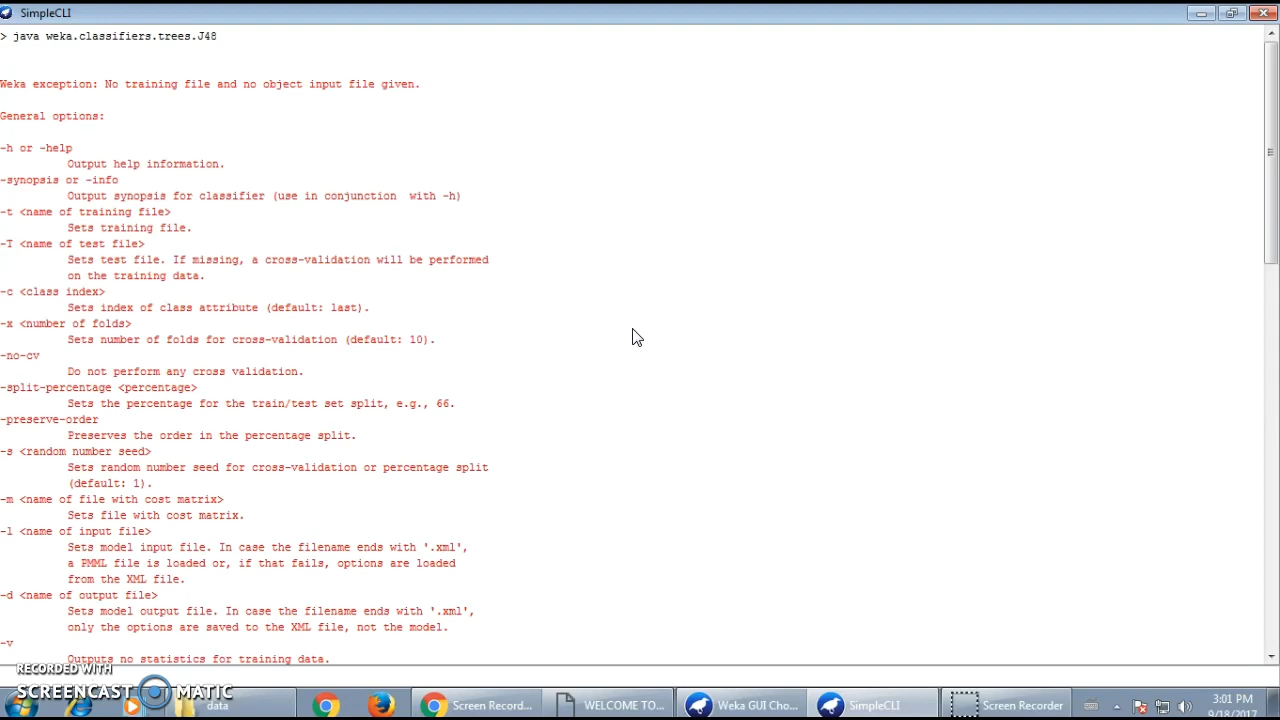 SimpleCLI
> java weka.classifiers.trees.J48
Weka exception: No training file and no object input file given.
General options:
-h or -help
Output help information.
-synopsis or -info
Output synopsis for classifier (use in conjunction  with -h)
-t <name of training file>
Sets training file.
-T <name of test file>
Sets test file. If missing, a cross-validation will be performed
on the training data.
-c <class index>
Sets index of class attribute (default: last).
-x <number of folds>
Sets number of folds for cross-validation (default: 10).
-no-cv
Do not perform any cross validation.
-split-percentage <percentage>
Sets the percentage for the train/test set split, e.g., 66.
-preserve-order
Preserves the order in the percentage split.
-s <random number seed>
Sets random number seed for cross-validation or percentage split
(default: 1).
-m <name of file with cost matrix>
Sets file with cost matrix.
-l <name of input file>
Sets model input file. In case the filename ends with '.xml',
a PMML file is loaded or, if that fails, options are loaded
from the XML file.
-d <name of output file>
Sets model output file. In case the filename ends with '.xml',
only the options are saved to the XML file, not the model.
-v
Outputs no statistics for training data.
RECORDED WITH
SCREENCAST MATIC
data
Screen Record...
WELCOME TO...
Weka GUI Cho...
SimpleCLI
Screen Recorder
3:01 PM
9/18/2017